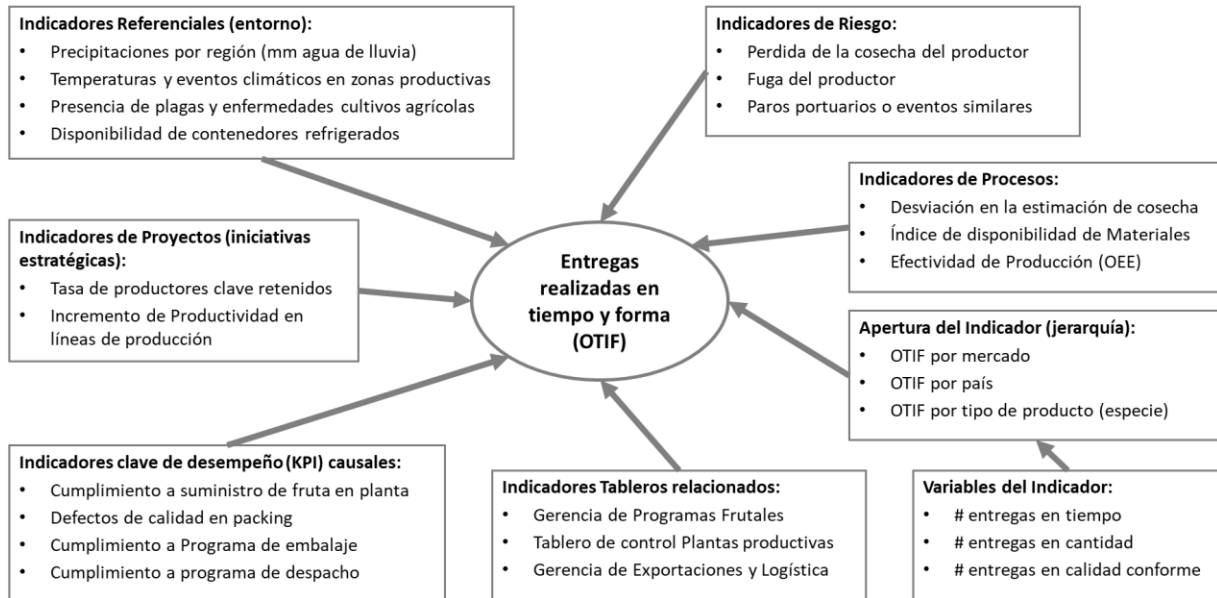 Indicadores Referenciales (entorno):
• Precipitaciones por región (mm agua de lluvia)
• Temperaturas y eventos climáticos en zonas productivas
• Presencia de plagas y enfermedades cultivos agrícolas
• Disponibilidad de contenedores refrigerados
Indicadores de Riesgo:
• Perdida de la cosecha del productor
• Fuga del productor
• Paros portuarios o eventos similares
Indicadores de Procesos:
• Desviación en la estimación de cosecha
• Índice de disponibilidad de Materiales
• Efectividad de Producción (OEE)
Indicadores de Proyectos (iniciativas
estratégicas):
• Tasa de productores clave retenidos
• Incremento de Productividad en
líneas de producción
Entregas
realizadas en
tiempo y forma
(OTIF)
Apertura del Indicador (jerarquía):
• OTIF por mercado
• OTIF por país
• OTIF por tipo de producto (especie)
Indicadores clave de desempeño (KPI) causales:
• Cumplimiento a suministro de fruta en planta
• Defectos de calidad en packing
• Cumplimiento a Programa de embalaje
• Cumplimiento a programa de despacho
Indicadores Tableros relacionados:
• Gerencia de Programas Frutales
• Tablero de control Plantas productivas
• Gerencia de Exportaciones y Logística
Variables del Indicador:
• # entregas en tiempo
• # entregas en cantidad
• # entregas en calidad conforme